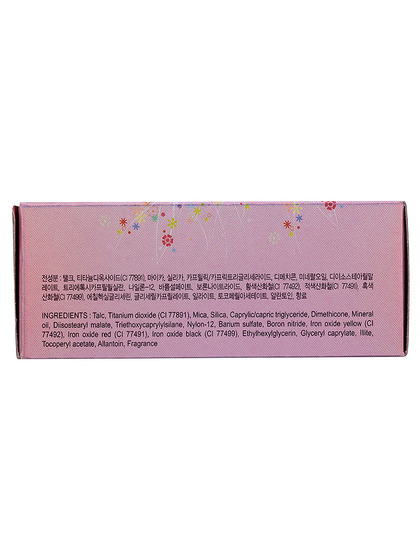 전성분 : 탤크, 티타늄디옥사이드(CI 77891), 마이카, 실리카, 카프릴릭/카프릭트리글리세라이드, 디메치콘, 미네랄오일, 디이소스테아릴말
레이트, 트리에톡시카프릴릴실란, 나일론-12, 바륨설페이트, 보론나이트라이드, 황색산화철(CI 77492), 적색산화철(CI 77491), 흑색
산화철(CI 77499), 에칠헥실글리세린, 글리세릴카프릴레이트, 일라이트, 토코페릴아세테이트, 알란토인, 향료
INGREDIENTS : Talc, Titanium dioxide (CI 77891), Mica, Silica, Caprylic/capric triglyceride, Dimethicone, Mineral
oil, Diisostearyl malate, Triethoxycaprylylsilane, Nylon-12, Barium sulfate, Boron nitride, Iron oxide yellow (CI
77492), Iron oxide red (CI 77491), Iron oxide black (CI 77499), Ethylhexylglycerin, Glyceryl caprylate, Illite,
Tocoperyl acetate, Allantoin, Fragrance